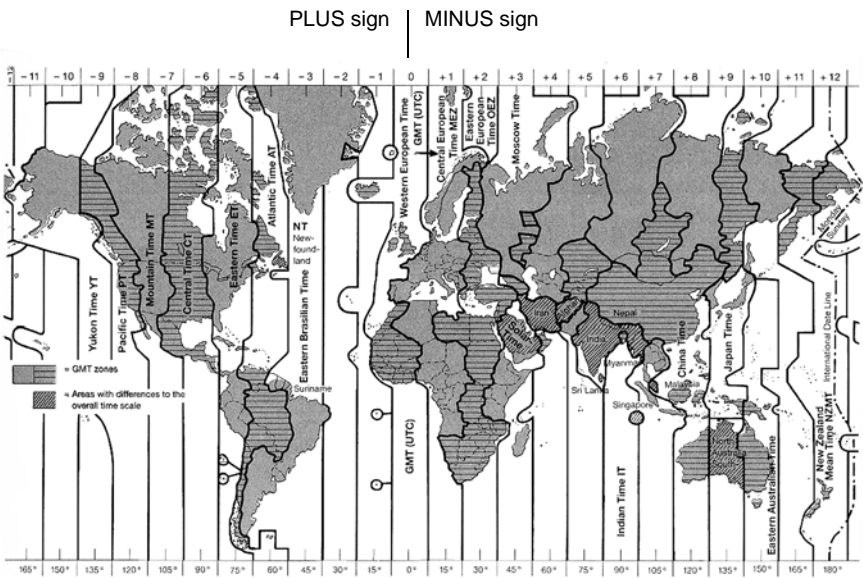 PLUS sign MINUS sign
– 11 – 10 – 9 – 8 – 7 – 6 – 5 – 4 – 3 – 2 – 1 0 + 1 + 2 + 3 + 4 + 5 + 6 + 7 + 8 + 9 + 10 + 11 + 12
Yukon Time YT
Pacific Time PT
Mountain Time MT
Central Time CT
Eastern Time ET
Atlantic Time AT
NT
New-
found-
land
Eastern Brasilian Time
Suriname
Western European Time
GMT (UTC)
GMT (UTC)
Central European
Time MEZ
Eastern
European
Time OEZ
Moscow Time
Solar
Time
Iran
Afghan.
India
Nepal
Myanmar
Sri Lanka
Singapore
Malaysia
Indian Time IT
China Time
Japan Time
North
Australia
South
Eastern Australian Time
New Zealand
Mean Time NZMT
International Date Line
Monday
Sunday
= GMT zones
= Areas with differences to the
overall time scale
165° 150° 135° 120° 105° 90° 75° 60° 45° 30° 15° 0° 15° 30° 45° 60° 75° 90° 105° 120° 135° 150° 165° 180°